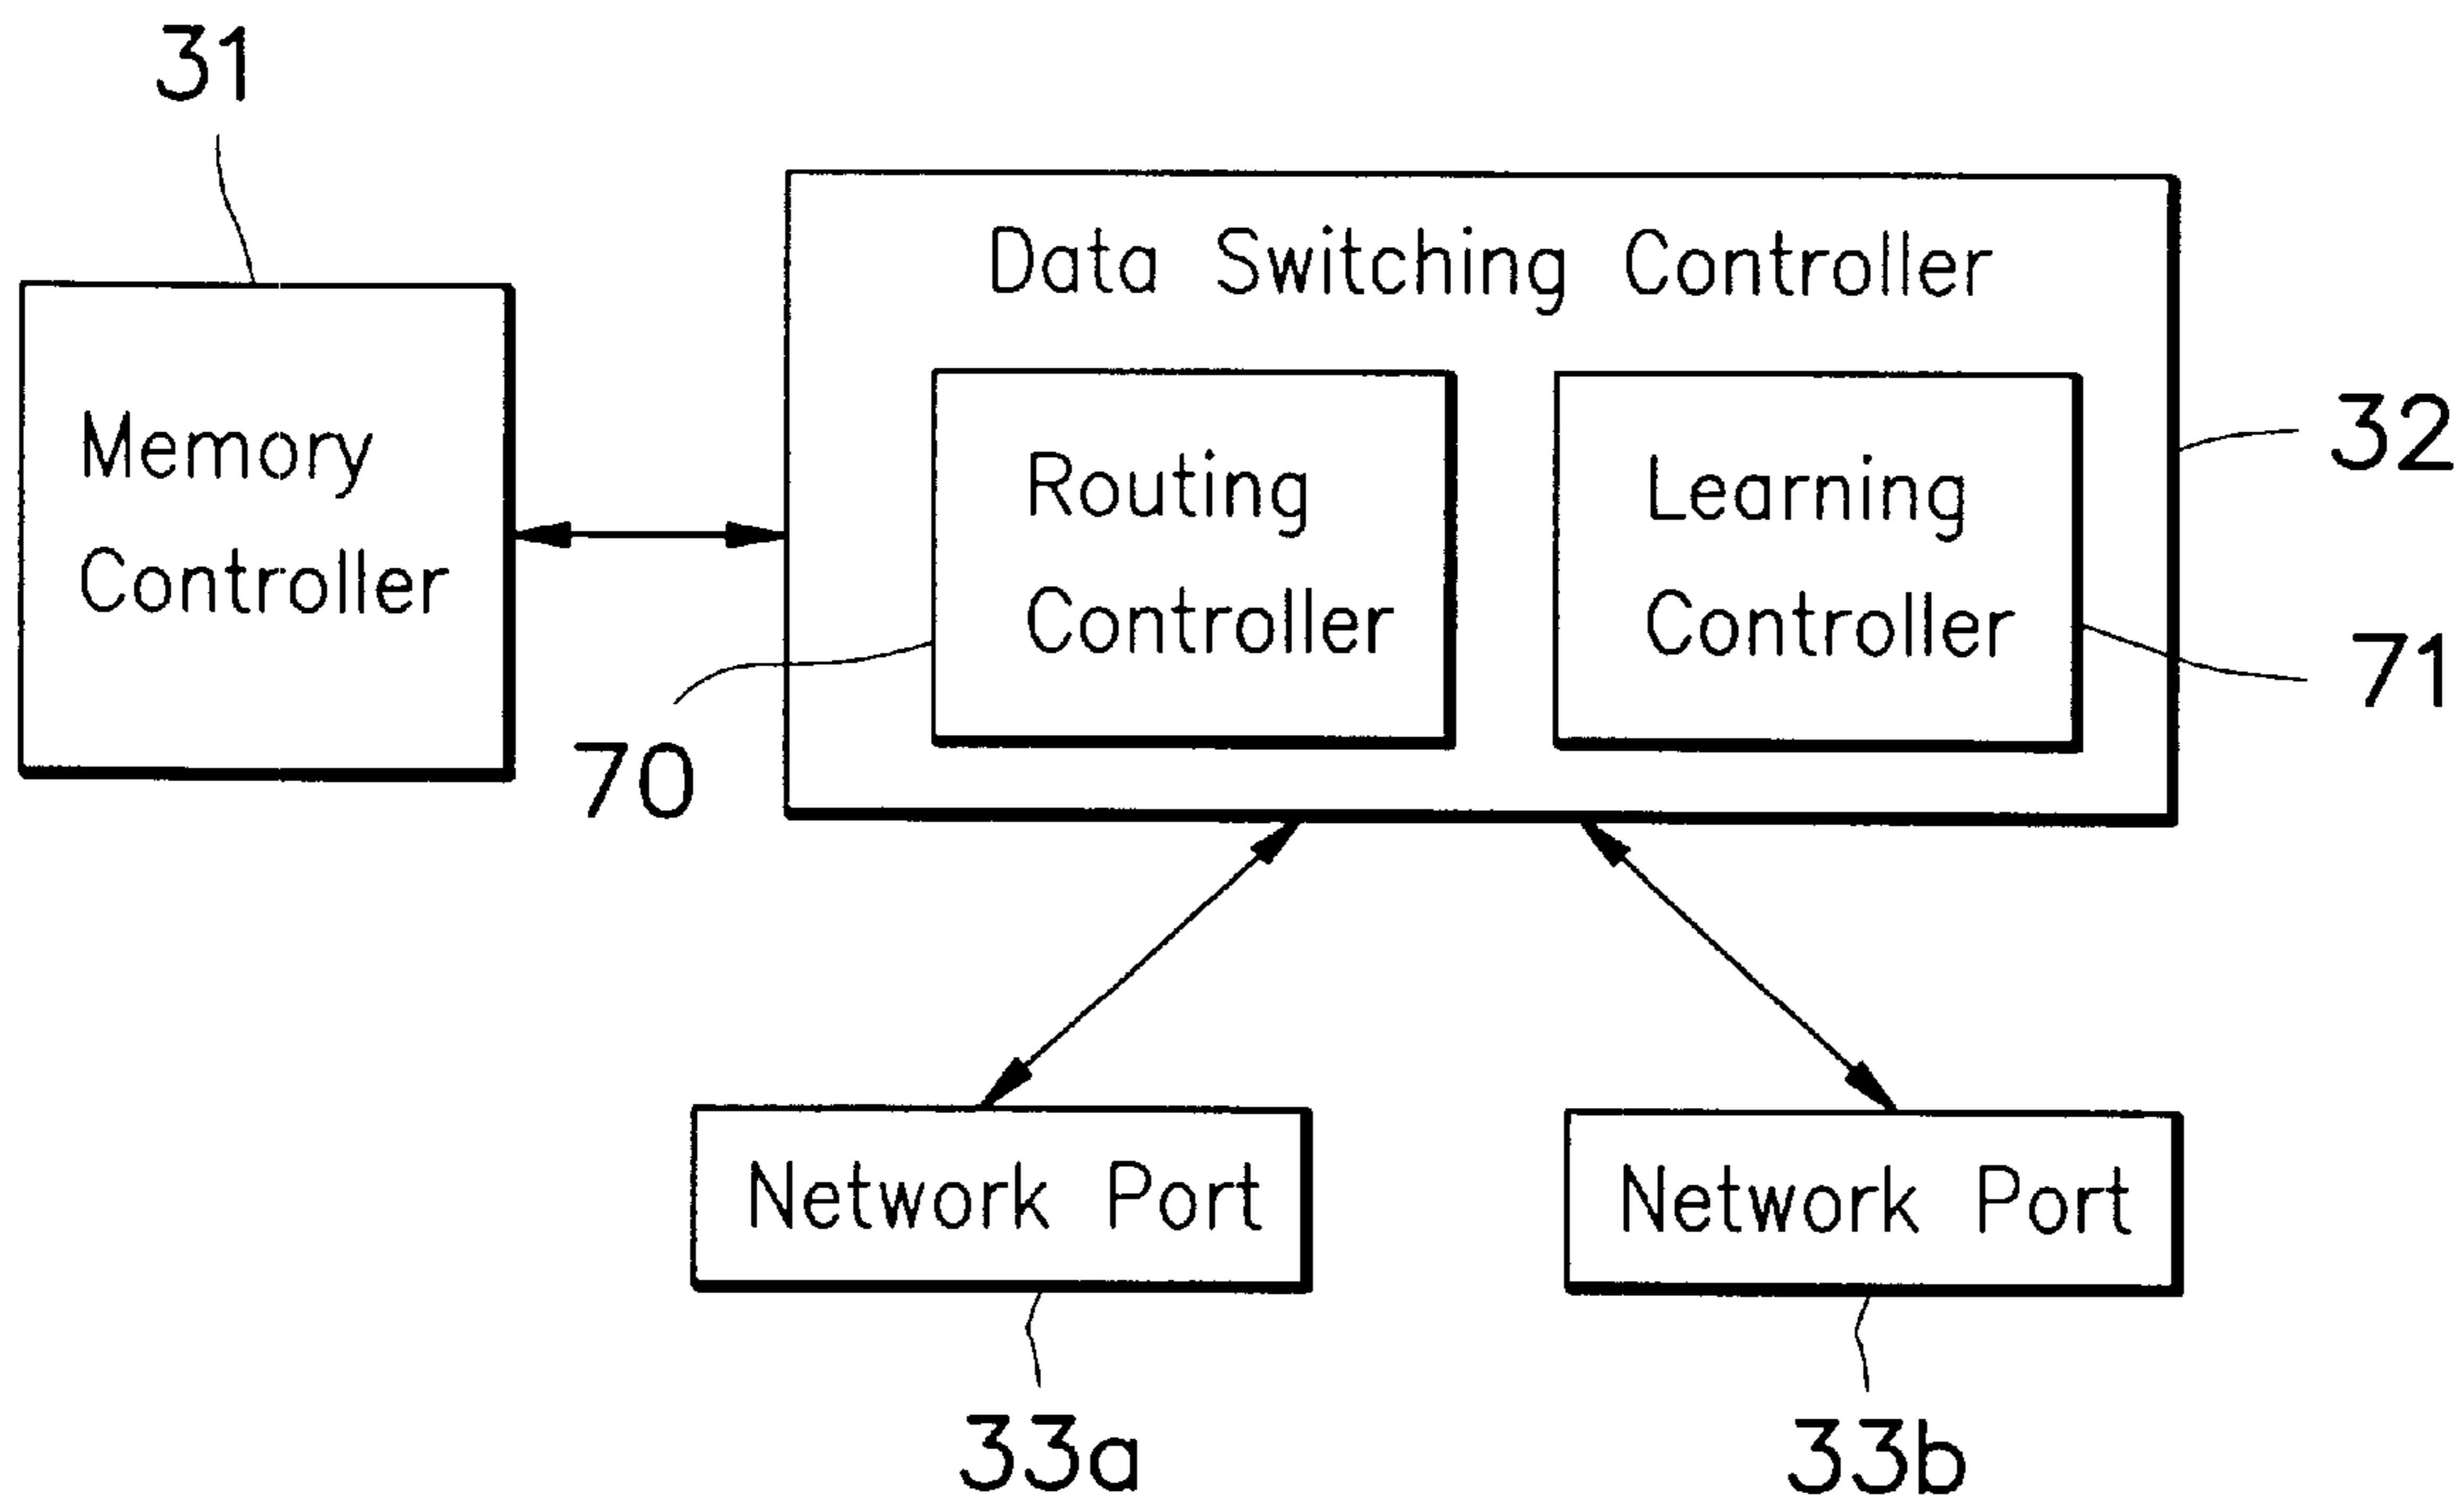 31
Data Switching Controller
Memory
Controller
Routing
Controller
Learning
Controller
32
71
70
Network Port
Network Port
33a
33b